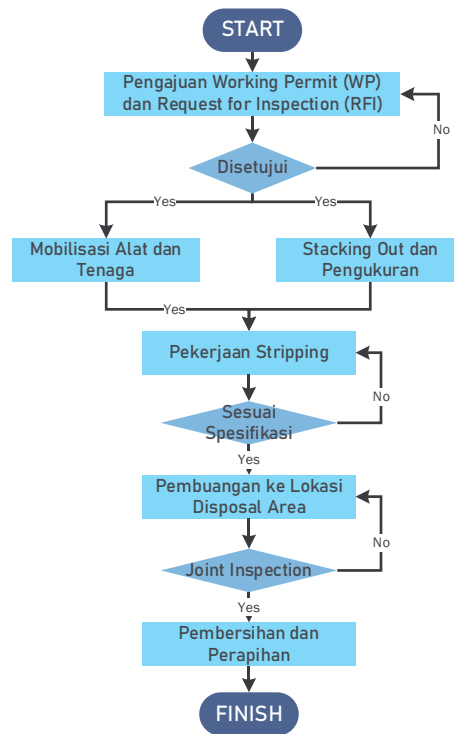 START
Pengajuan Working Permit (WP)
dan Request for Inspection (RFI)
No
Disetujui
Yes
Yes
Mobilisasi Alat dan
Tenaga
Stacking Out dan
Pengukuran
Yes
Pekerjaan Stripping
No
Sesuai
Spesifikasi
Yes
Pembuangan ke Lokasi
Disposal Area
No
Joint Inspection
Yes
Pembersihan dan
Perapihan
FINISH